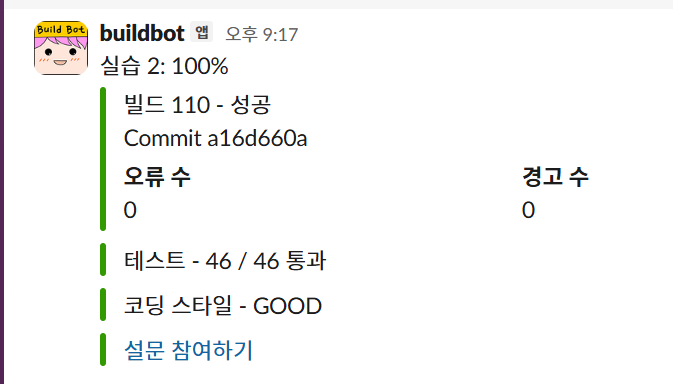 Build Bot
buildbot 앱 오후 9:17
실습 2: 100%
빌드 110 - 성공
Commit a16d660a
오류 수 경고 수
0 0
테스트 - 46 / 46 통과
코딩 스타일 - GOOD
설문 참여하기